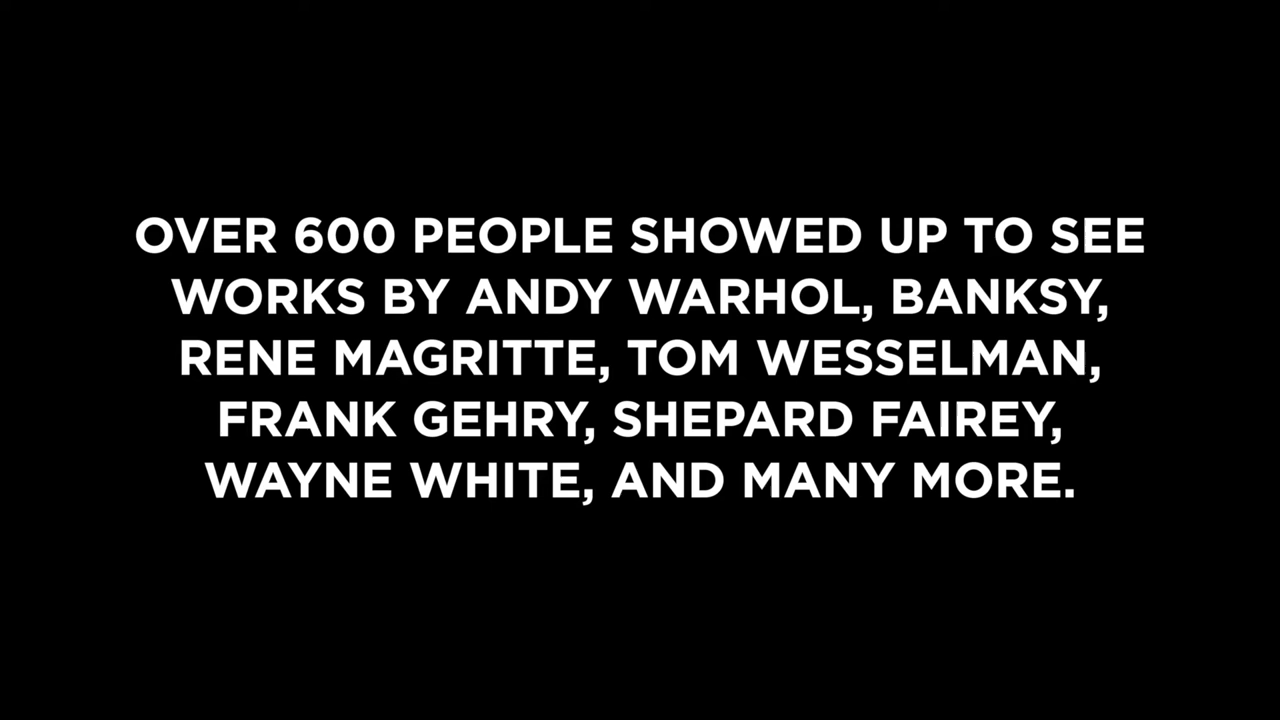 OVER 600 PEOPLE SHOWED UP TO SEE
WORKS BY ANDY WARHOL, BANKSY,
RENE MAGRITTE, TOM WESSELMAN,
FRANK GEHRY, SHEPARD FAIREY,
WAYNE WHITE, AND MANY MORE.